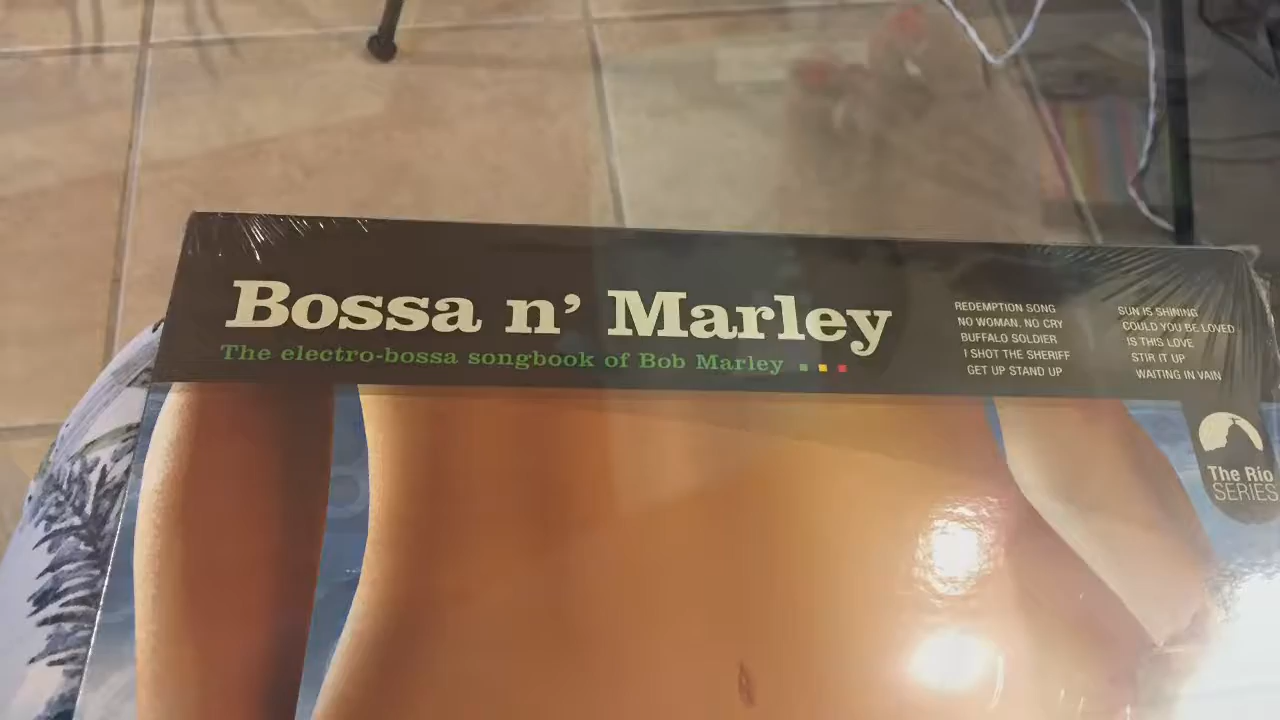 Bossa n' Marley
The electro-bossa songbook of Bob Marley
REDEMPTION SONG
NO WOMAN, NO CRY
BUFFALO SOLDIER
I SHOT THE SHERIFF
GET UP STAND UP
SUN IS SHINING
COULD YOU BE LOVED
IS THIS LOVE
STIR IT UP
WAITING IN VAIN
The Rio
SERIES